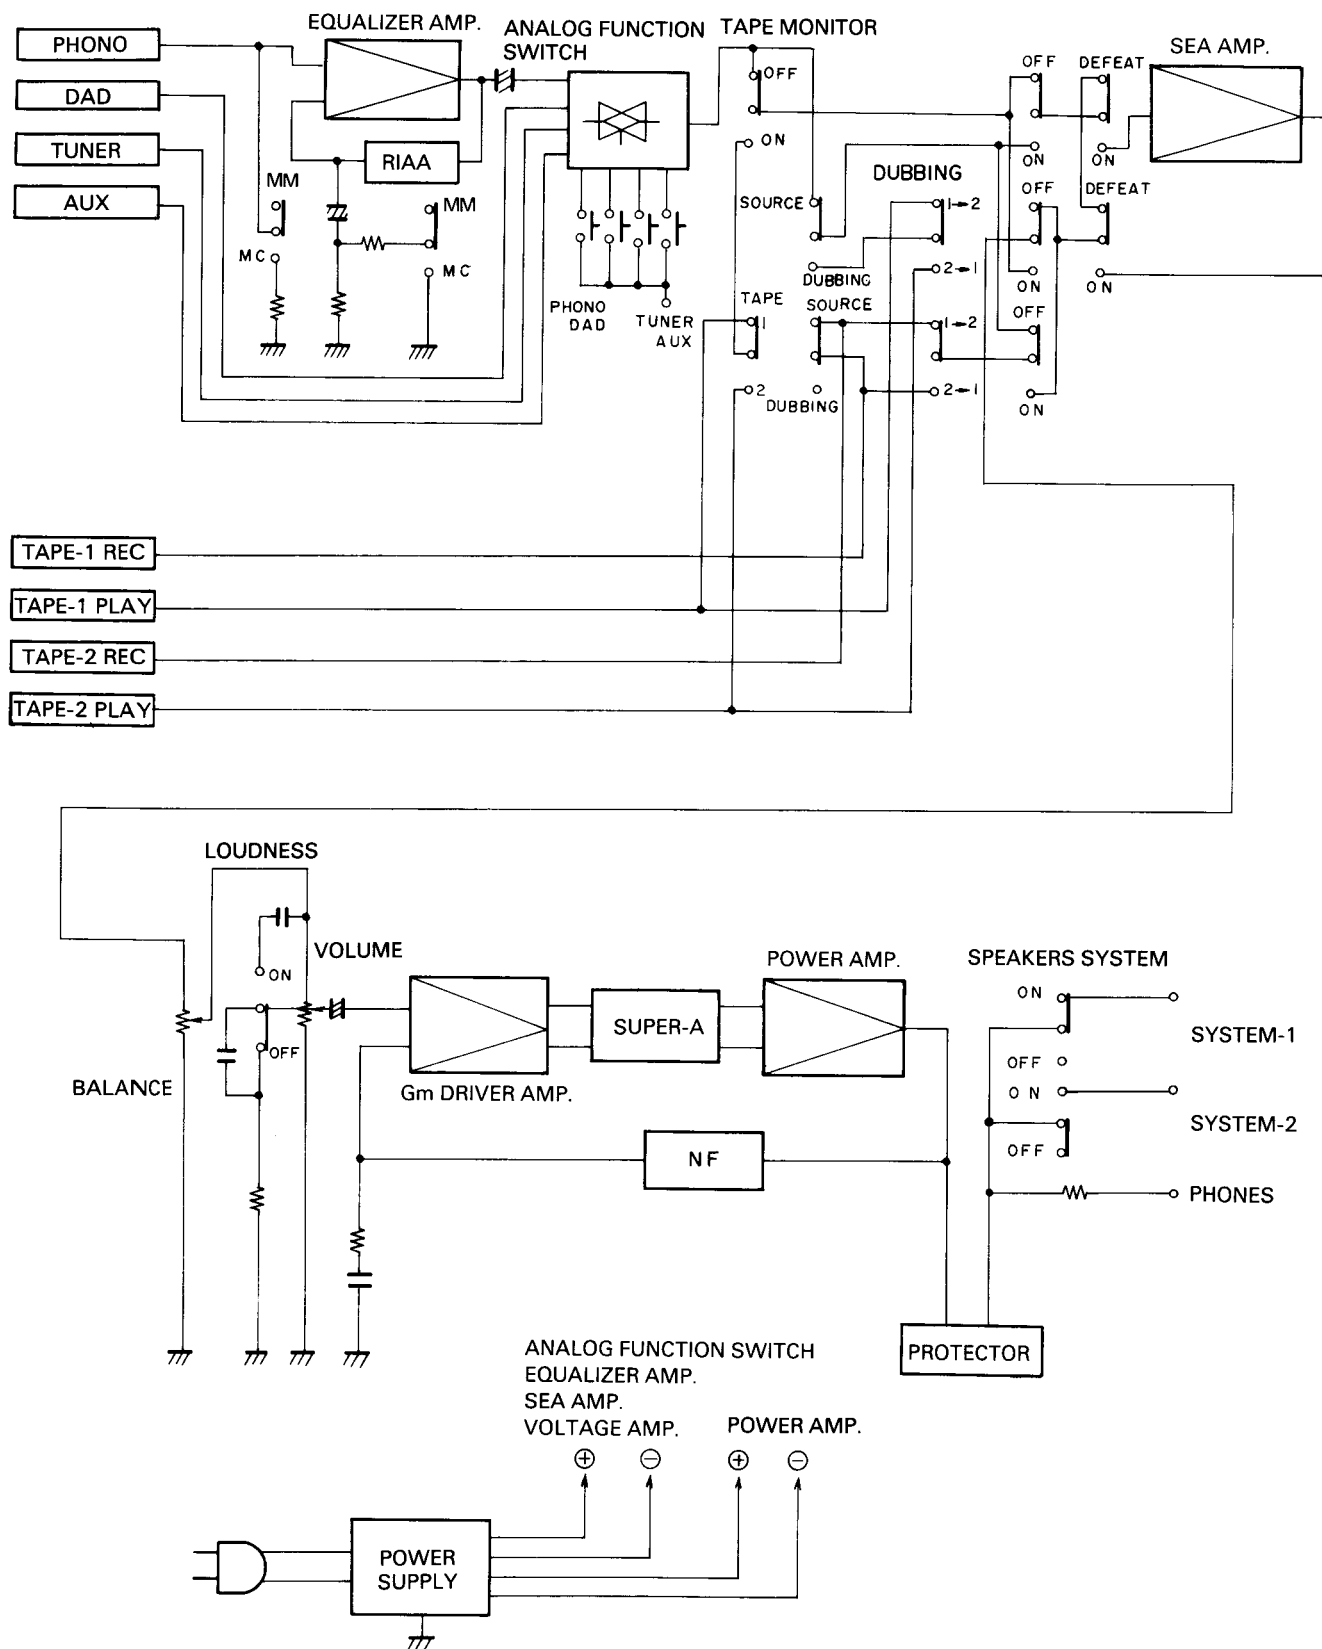 PHONO
DAD
TUNER
AUX
EQUALIZER AMP.
RIAA
MM
MC
MM
MC
ANALOG FUNCTION
SWITCH
PHONO
DAD
TUNER
AUX
TAPE MONITOR
OFF
ON
SOURCE
DUBBING
TAPE
1
2
SOURCE
DUBBING
DUBBING
1→2
2→1
1→2
2→1
OFF
ON
OFF
ON
OFF
ON
DEFEAT
ON
DEFEAT
ON
SEA AMP.
TAPE-1 REC
TAPE-1 PLAY
TAPE-2 REC
TAPE-2 PLAY
LOUDNESS
ON
OFF
VOLUME
BALANCE
Gm DRIVER AMP.
SUPER-A
POWER AMP.
NF
SPEAKERS SYSTEM
ON
SYSTEM-1
OFF
ON
SYSTEM-2
OFF
PHONES
PROTECTOR
ANALOG FUNCTION SWITCH
EQUALIZER AMP.
SEA AMP.
VOLTAGE AMP.
POWER AMP.
⊕ ⊖ ⊕ ⊖
POWER
SUPPLY